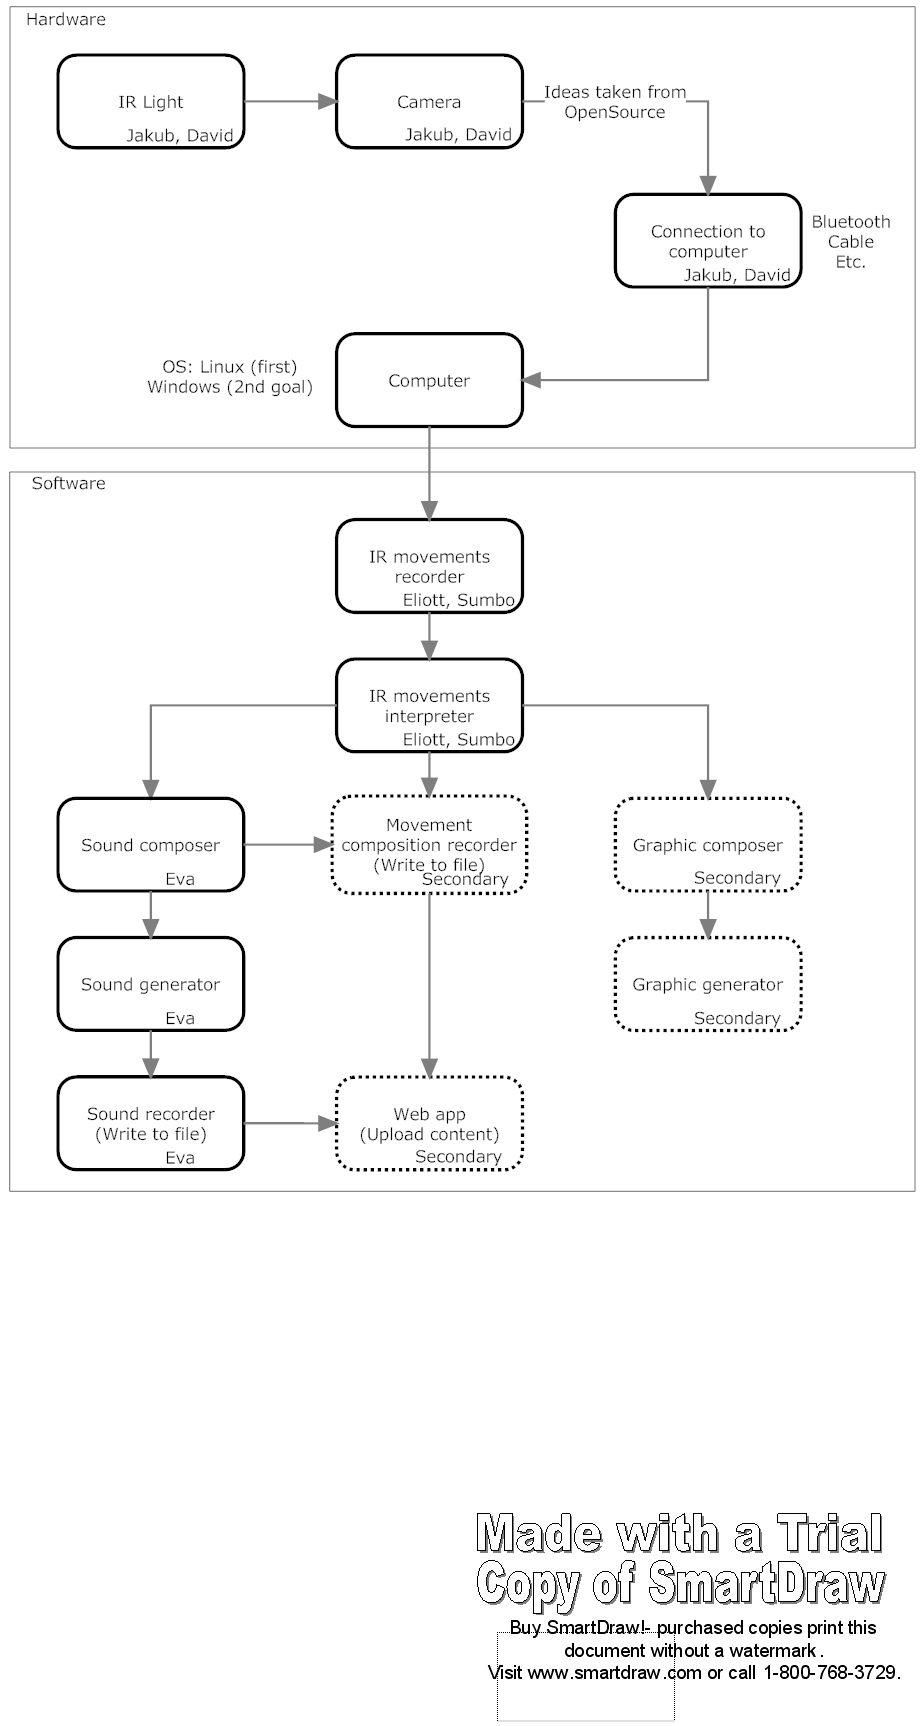 Hardware
IR Light
Jakub, David
Camera
Jakub, David
Ideas taken from
OpenSource
Connection to
computer
Jakub, David
Bluetooth
Cable
Etc.
OS: Linux (first)
Windows (2nd goal)
Computer
Software
IR movements
recorder
Eliott, Sumbo
IR movements
interpreter
Eliott, Sumbo
Sound composer
Eva
Movement
composition recorder
(Write to file)
Secondary
Graphic composer
Secondary
Sound generator
Eva
Graphic generator
Secondary
Sound recorder
(Write to file)
Eva
Web app
(Upload content)
Secondary
Made with a Trial
Copy of SmartDraw
Buy SmartDraw!- purchased copies print this
document without a watermark .
Visit www.smartdraw.com or call 1-800-768-3729.